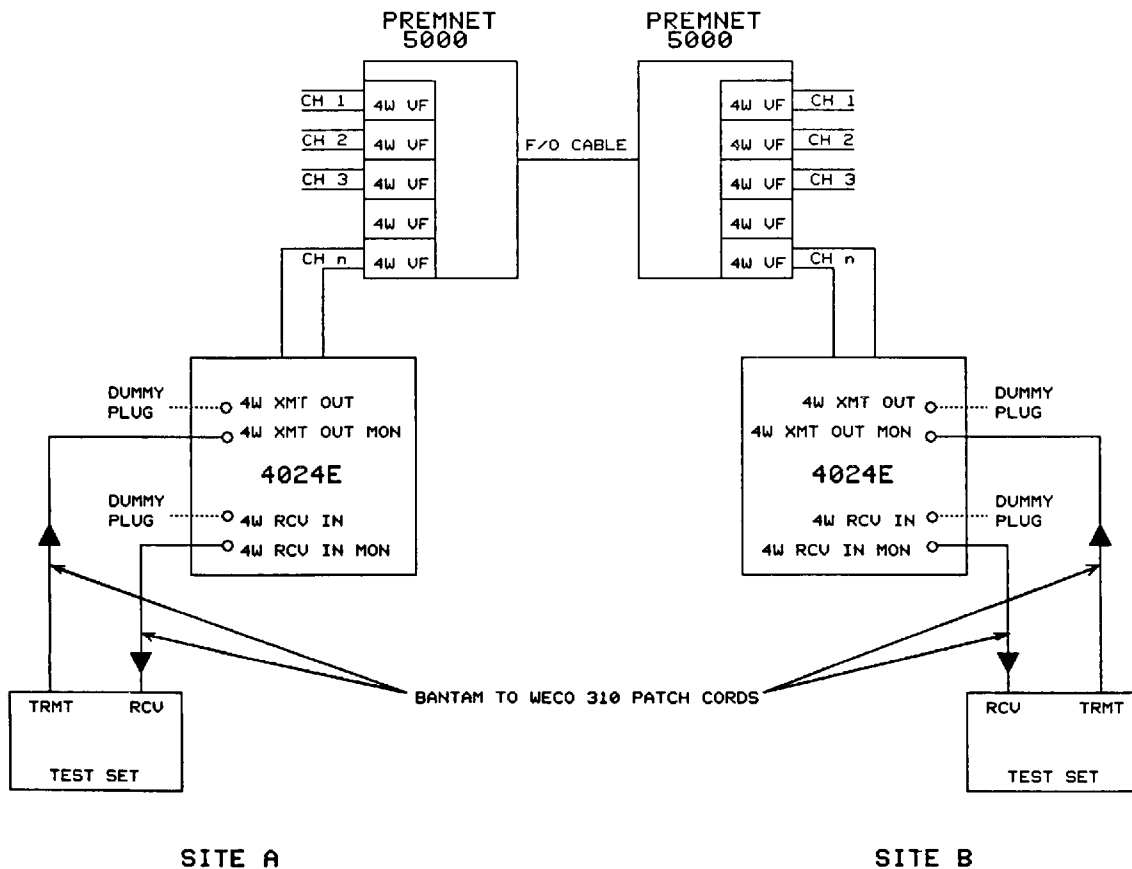 PREMNET
5000
PREMNET
5000
CH 1
4W VF
4W VF
CH 1
CH 2
4W VF
F/O CABLE
4W VF
CH 2
CH 3
4W VF
4W VF
CH 3
4W VF
4W VF
CH n
4W VF
4W VF
CH n
DUMMY
PLUG
4W XMT OUT
4W XMT OUT MON
4024E
DUMMY
PLUG
4W RCV IN
4W RCV IN MON
4W XMT OUT
DUMMY
PLUG
4W XMT OUT MON
4024E
4W RCV IN
DUMMY
PLUG
4W RCV IN MON
BANTAM TO WECO 310 PATCH CORDS
TRMT RCV
TEST SET
RCV TRMT
TEST SET
SITE A
SITE B